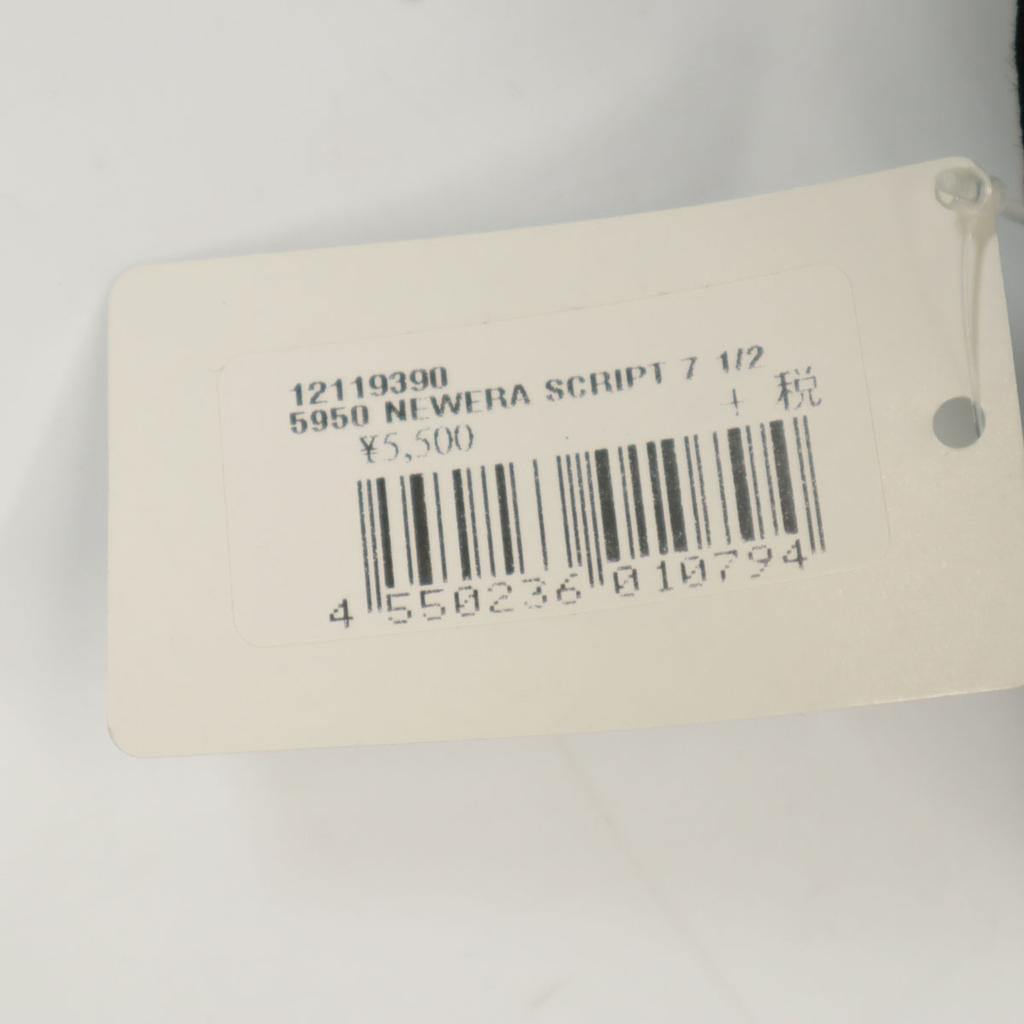 12119390
5950 NEWERA SCRIPT 7 1/2
¥5,500 + 税
4 550236 010794